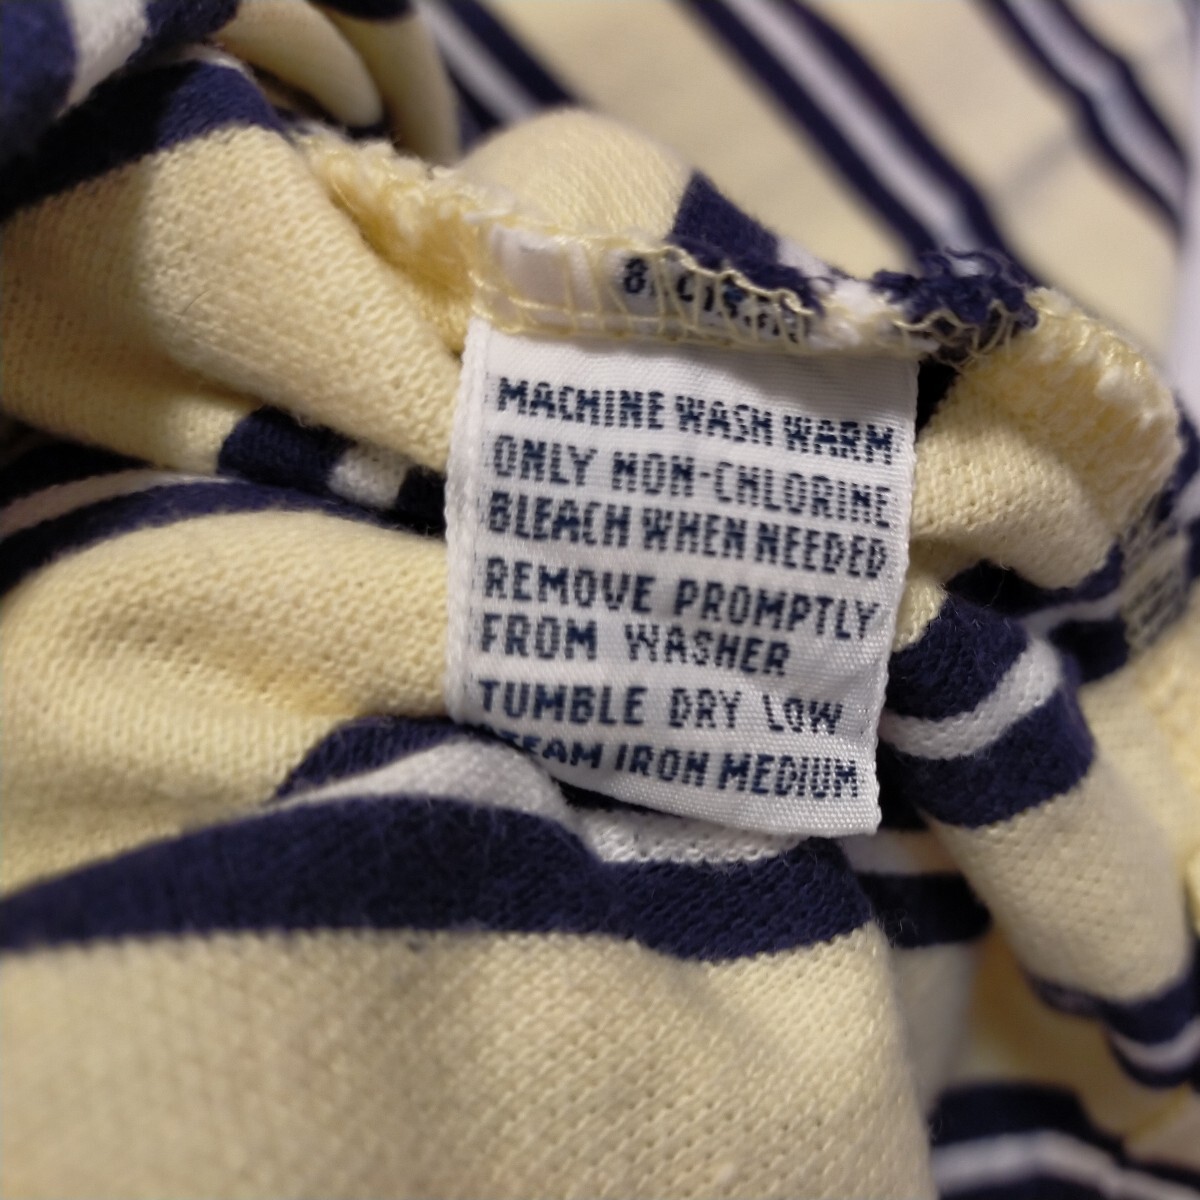 MACHINE WASH WARM
ONLY NON-CHLORINE
BLEACH WHEN NEEDED
REMOVE PROMPTLY
FROM WASHER
TUMBLE DRY LOW
STEAM IRON MEDIUM